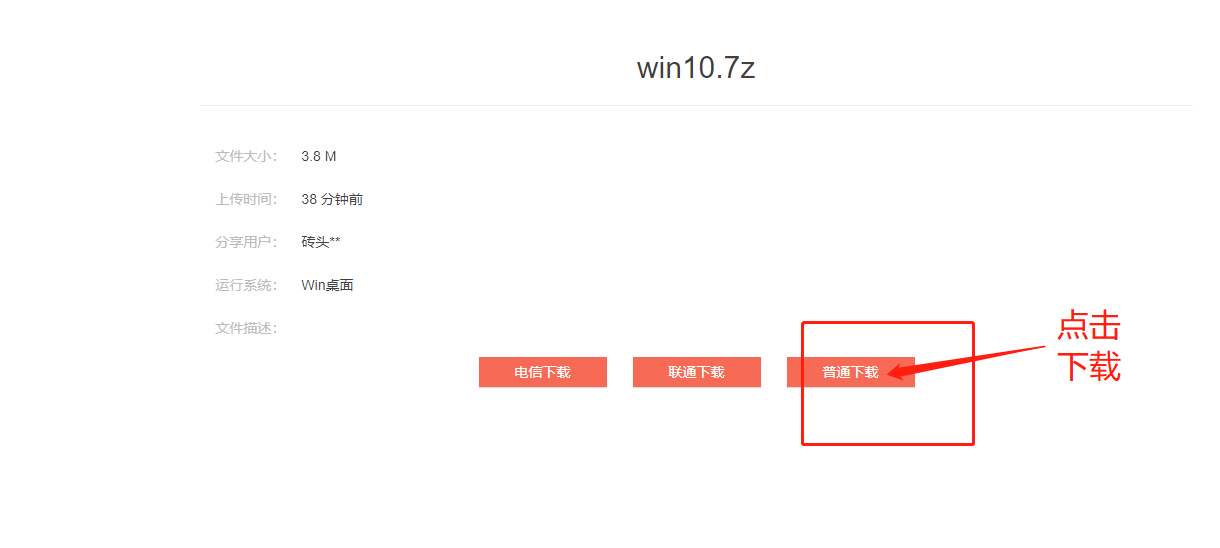 win10.7z
文件大小： 3.8 M
上传时间： 38 分钟前
分享用户： 砖头**
运行系统： Win桌面
文件描述：
电信下载 联通下载 普通下载
点击
下载